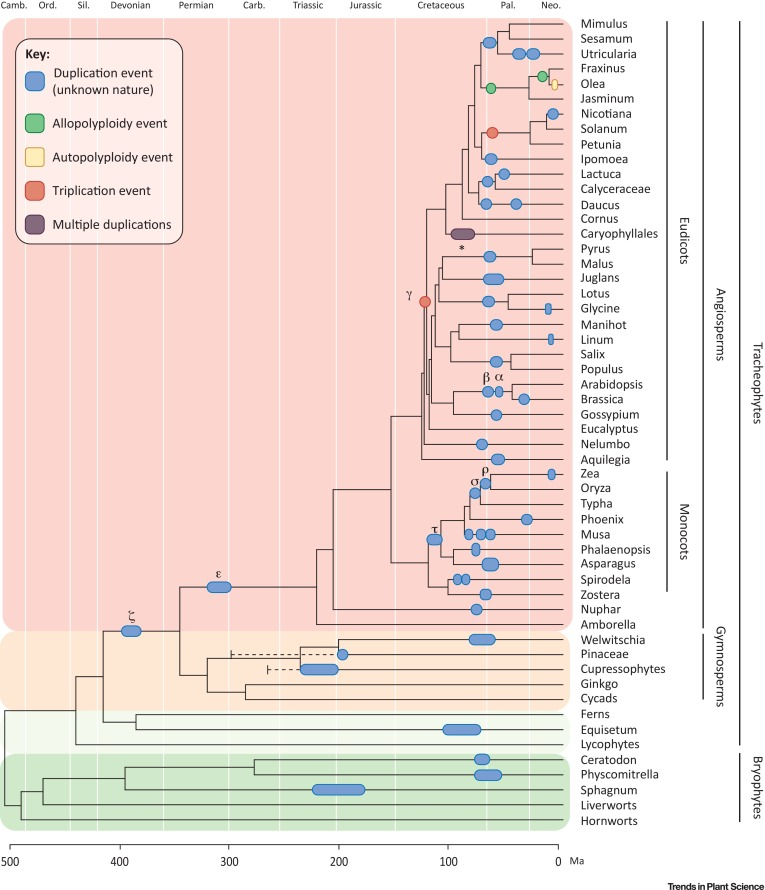 Camb. Ord. Sil. Devonian Permian Carb. Triassic Jurassic Cretaceous Pal. Neo.
Key:
Duplication event
(unknown nature)
Allopolyploidy event
Autopolyploidy event
Triplication event
Multiple duplications
Mimulus
Sesamum
Utricularia
Fraxinus
Olea
Jasminum
Nicotiana
Solanum
Petunia
Ipomoea
Lactuca
Calyceraceae
Daucus
Cornus
Caryophyllales
*
Pyrus
Malus
Juglans
γ
Lotus
Glycine
Manihot
Linum
Salix
Populus
β α
Arabidopsis
Brassica
Gossypium
Eucalyptus
Nelumbo
Aquilegia
ρ
Zea
σ
Oryza
Typha
Phoenix
τ
Musa
Phalaenopsis
Asparagus
Spirodela
ε
Zostera
Nuphar
ζ
Amborella
Welwitschia
Pinaceae
Cupressophytes
Ginkgo
Cycads
Ferns
Equisetum
Lycophytes
Ceratodon
Physcomitrella
Sphagnum
Liverworts
Hornworts
Eudicots
Monocots
Angiosperms
Gymnosperms
Tracheophytes
Bryophytes
500 400 300 200 100 0 Ma
Trends in Plant Science